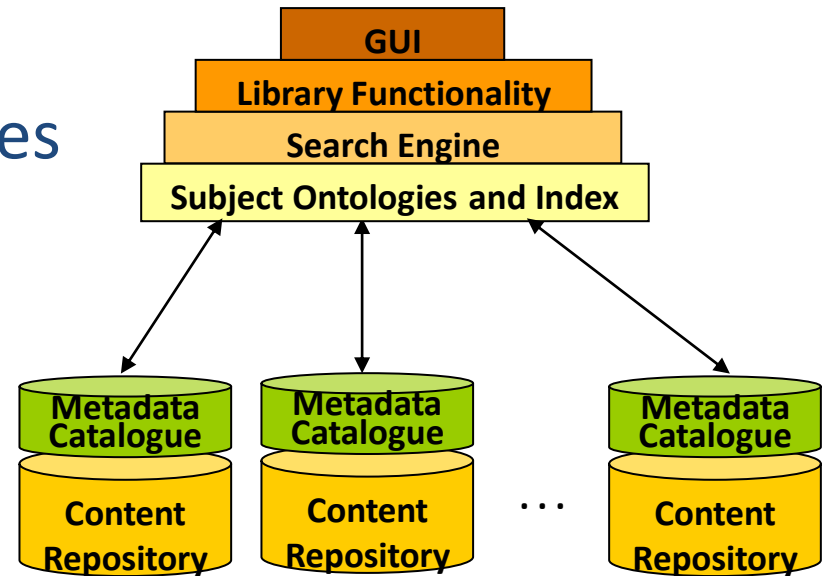 GUI
Library Functionality
es
Search Engine
Subject Ontologies and Index
Metadata
Catalogue
Content
Repository
Metadata
Catalogue
Content
Repository
...
Metadata
Catalogue
Content
Repository